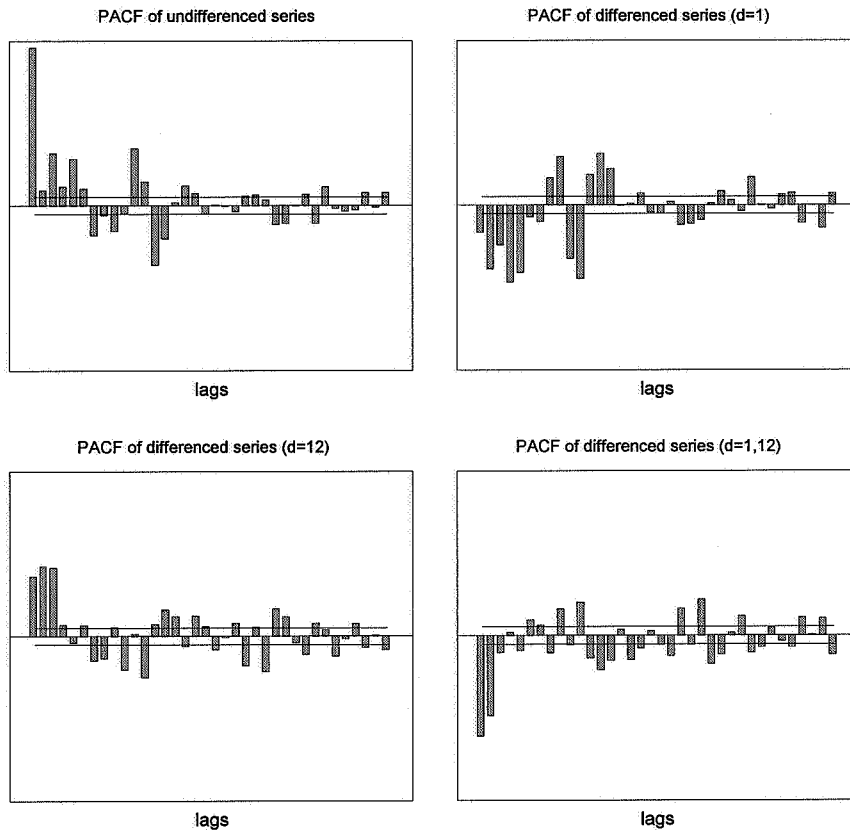 PACF of undifferenced series
PACF of differenced series (d=1)
lags
lags
PACF of differenced series (d=12)
PACF of differenced series (d=1,12)
lags
lags